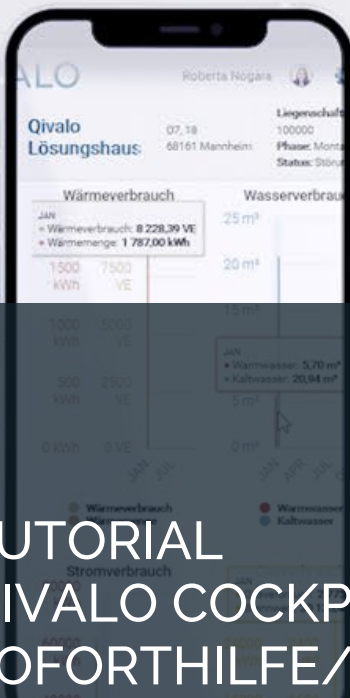 ALO
Roberta Nogara
Qivalo
Lösungshaus
07, 18
68161 Mannheim
Liegenschaft
100000
Phase: Monta
Status: Störu
Wärmeverbrauch
Wasserverbrau
JAN
Wärmeverbrauch: 8 228,39 VE
Wärmemenge: 1 787,00 kWh
25 m³
20 m³
15 m³
1500 kWh
7500 VE
1000 kWh
5000 VE
500 kWh
2500 VE
0 kWh
0 VE
JAN
JUL
JAN
Warmwasser: 5,70 m³
Kaltwasser: 20,94 m³
5 m³
0 m³
JAN
APR
JUL
Wärmeverbrauch
Warmwasser
Kaltwasser
UTORIAL
IVALO COCKP
OFORTHILFE/
Stromverbrauch